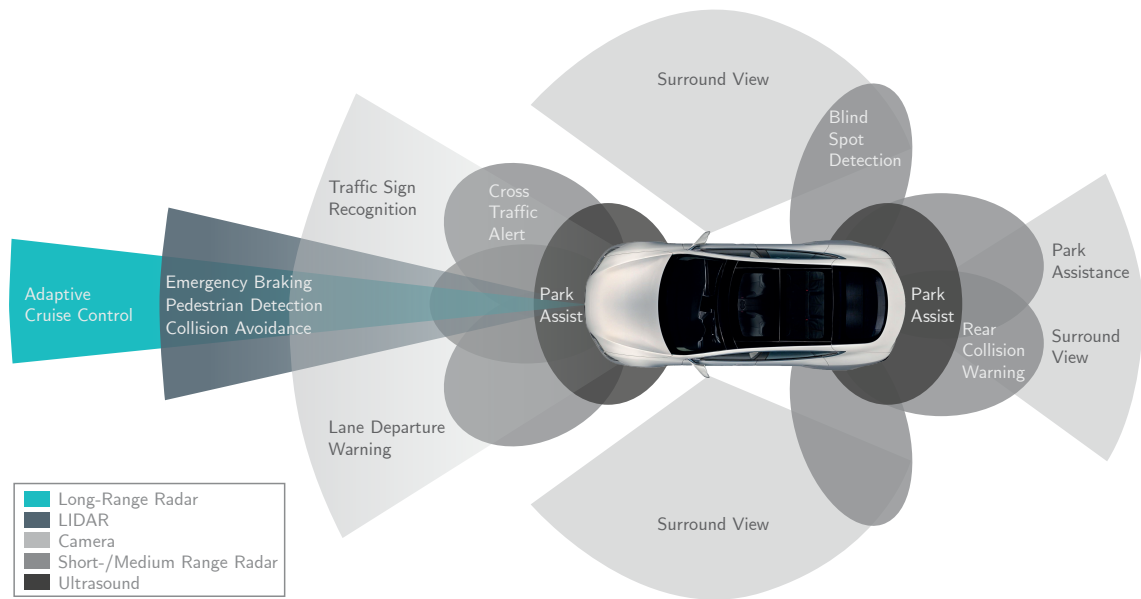 Surround View
Blind
Spot
Detection
Traffic Sign
Recognition
Cross
Traffic
Alert
Park
Assistance
Adaptive
Cruise Control
Emergency Braking
Pedestrian Detection
Collision Avoidance
Park
Assist
Park
Assist
Rear
Collision
Warning
Surround
View
Lane Departure
Warning
Surround View
Long-Range Radar
LIDAR
Camera
Short-/Medium Range Radar
Ultrasound